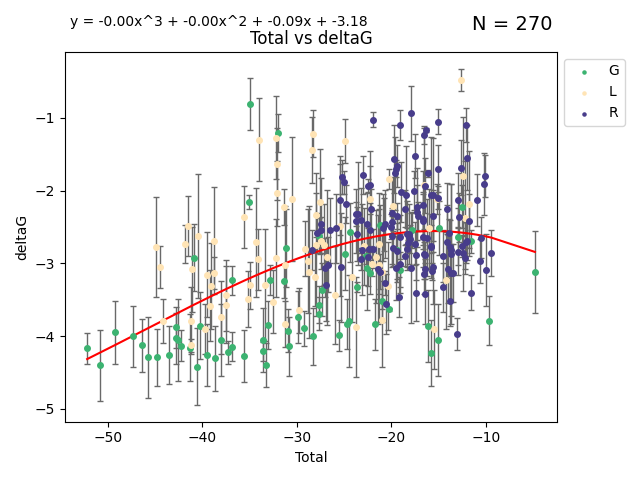 y = -0.00x^3 + -0.00x^2 + -0.09x + -3.18
N = 270
Total vs deltaG
G
L
R
deltaG
−1
−2
−3
−4
−5
−50
−40
−30
−20
−10
Total